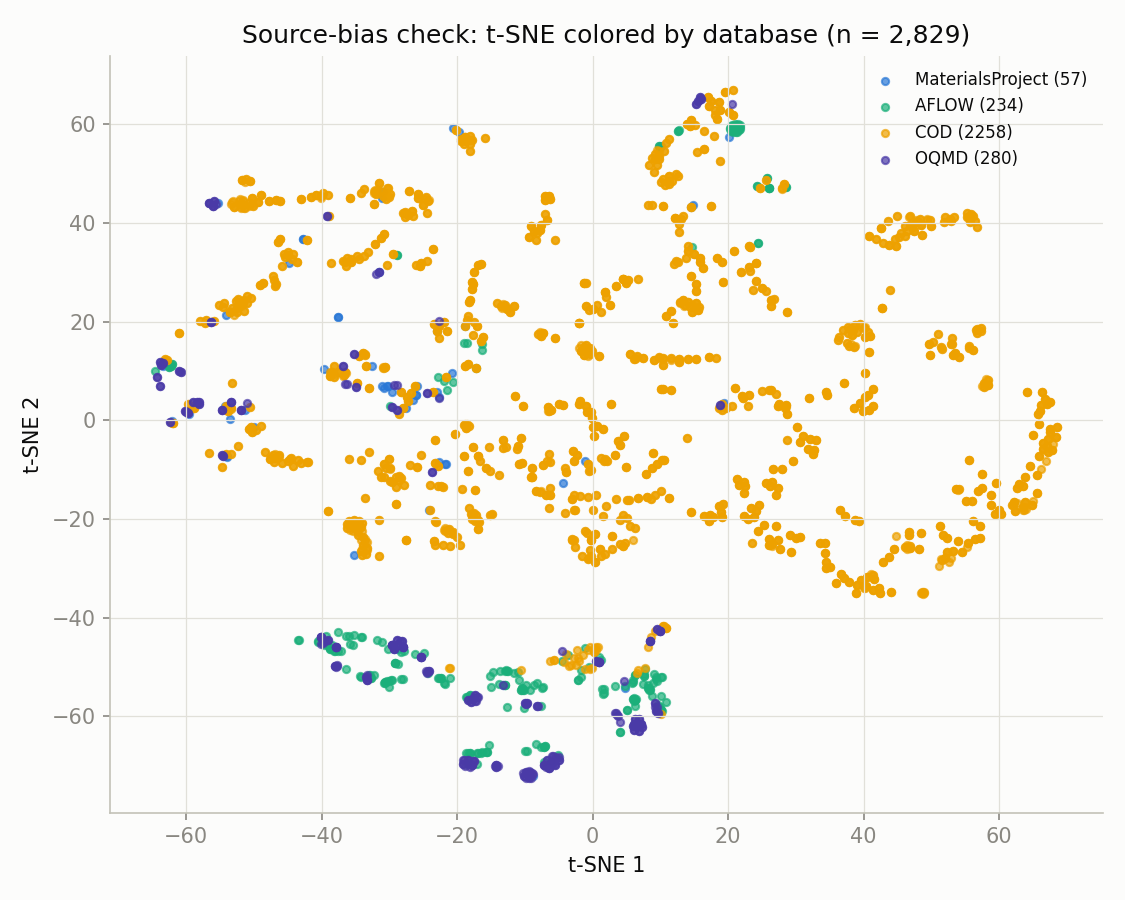 Source-bias check: t-SNE colored by database (n = 2,829)
MaterialsProject (57)
AFLOW (234)
COD (2258)
OQMD (280)
60
40
20
0
−20
−40
−60
t-SNE 2
−60
−40
−20
0
20
40
60
t-SNE 1